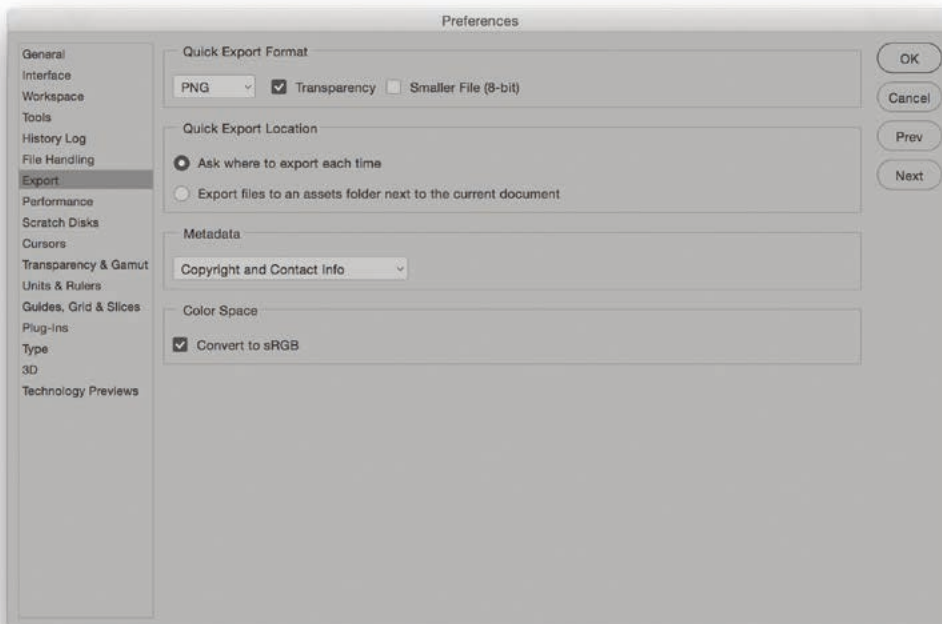 Preferences
General
Interface
Workspace
Tools
History Log
File Handling
Export
Performance
Scratch Disks
Cursors
Transparency & Gamut
Units & Rulers
Guides, Grid & Slices
Plug-Ins
Type
3D
Technology Previews
Quick Export Format
PNG Transparency Smaller File (8-bit)
Quick Export Location
Ask where to export each time
Export files to an assets folder next to the current document
Metadata
Copyright and Contact Info
Color Space
Convert to sRGB
OK
Cancel
Prev
Next